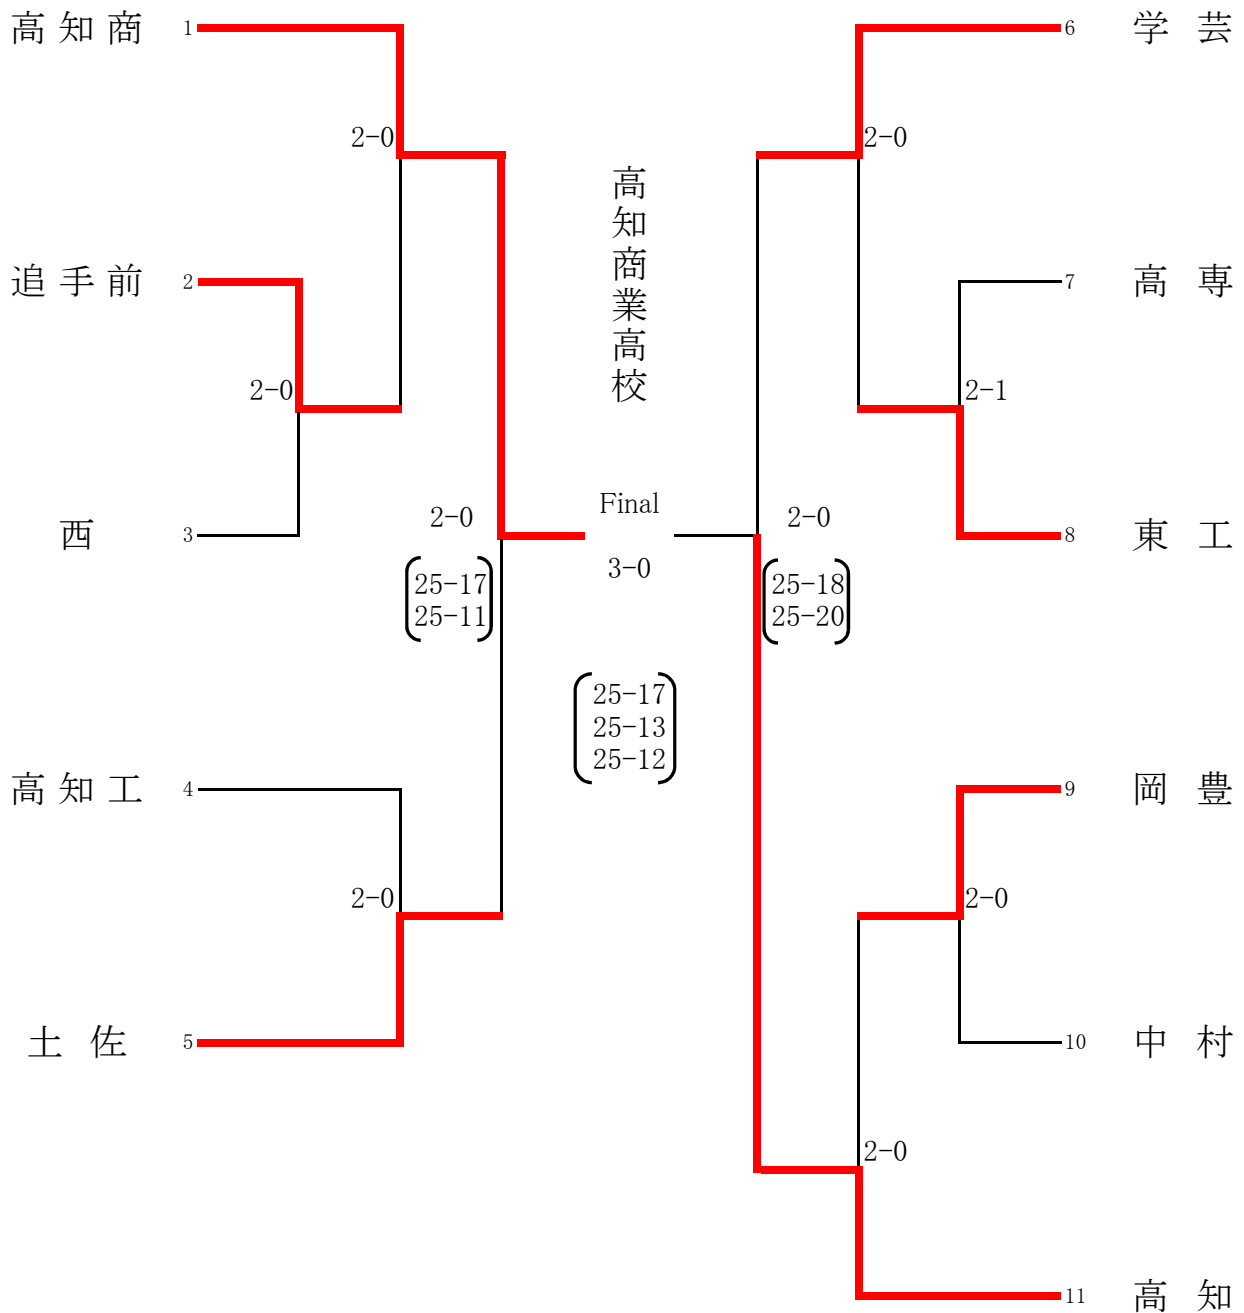 高知商 1
追手前 2
西 3
高知工 4
土佐 5
2-0
2-0
2-0
2-0
25-17
25-11
高知商業高校
Final
3-0
25-17
25-13
25-12
2-0
25-18
25-20
2-0
2-1
2-0
2-0
6 学芸
7 高専
8 東工
9 岡豊
10 中村
11 高知